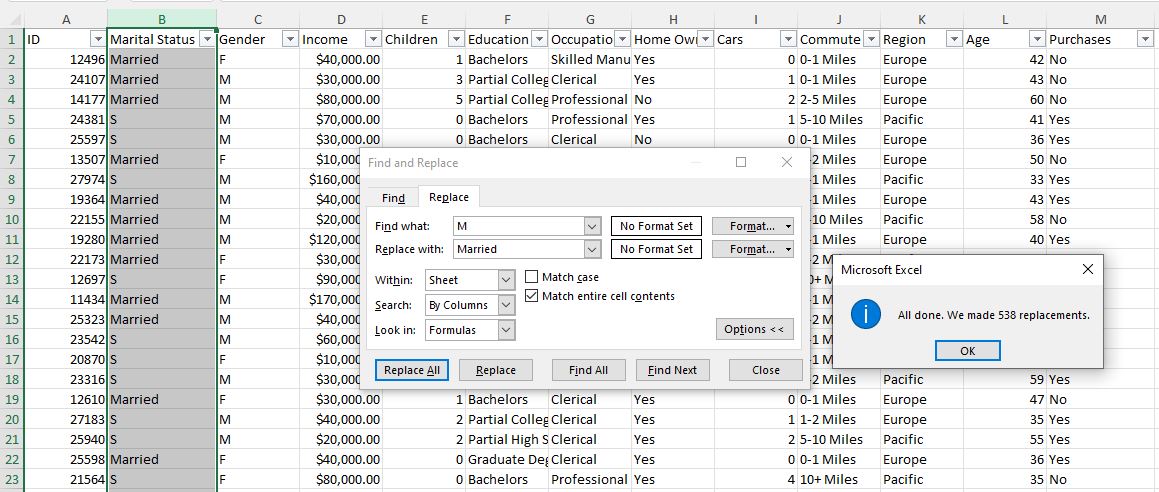 A B C D E F G H I J K L M
1 ID Marital Status Gender Income Children Education Occupatio Home Ow Cars Commute Region Age Purchases
2 12496 Married F $40,000.00 1 Bachelors Skilled Manu Yes 0 0-1 Miles Europe 42 No
3 24107 Married M $30,000.00 3 Partial Colleg Clerical Yes 1 0-1 Miles Europe 43 No
4 14177 Married M $80,000.00 5 Partial Colleg Professional No 2 2-5 Miles Europe 60 No
5 24381 S M $70,000.00 0 Bachelors Professional Yes 1 5-10 Miles Pacific 41 Yes
6 25597 S M $30,000.00 0 Bachelors Clerical No 0 0-1 Miles Europe 36 Yes
7 13507 Married F $10,000 -2 Miles Europe 50 No
8 27974 S M $160,000 -1 Miles Pacific 33 Yes
9 19364 Married M $40,000 -1 Miles Europe 43 Yes
10 22155 Married M $20,000 -10 Miles Pacific 58 No
11 19280 Married M $120,000 -1 Miles Europe 40 Yes
12 22173 Married F $30,00
13 12697 S F $90,000
14 11434 Married M $170,000
15 25323 Married M $40,000
16 23542 S M $60,000
17 20870 S F $10,000
18 23316 S M $30,000 -2 Miles Pacific 59 Yes
19 12610 Married F $30,000.00 1 Bachelors Clerical Yes 0 0-1 Miles Europe 47 No
20 27183 S M $40,000.00 2 Partial Colleg Clerical Yes 1 1-2 Miles Europe 35 Yes
21 25940 S M $20,000.00 2 Partial High S Clerical Yes 2 5-10 Miles Pacific 55 Yes
22 25598 Married F $40,000.00 0 Graduate Deg Clerical Yes 0 0-1 Miles Europe 36 Yes
23 21564 S F $80,000.00 0 Bachelors Professional Yes 4 10+ Miles Pacific 35 No
Find and Replace
Find Replace
Find what: M No Format Set Format...
Replace with: Married No Format Set Format...
Within: Sheet Match case
Search: By Columns Match entire cell contents
Look in: Formulas Options <<
Replace All Replace Find All Find Next Close
Microsoft Excel
All done. We made 538 replacements.
OK